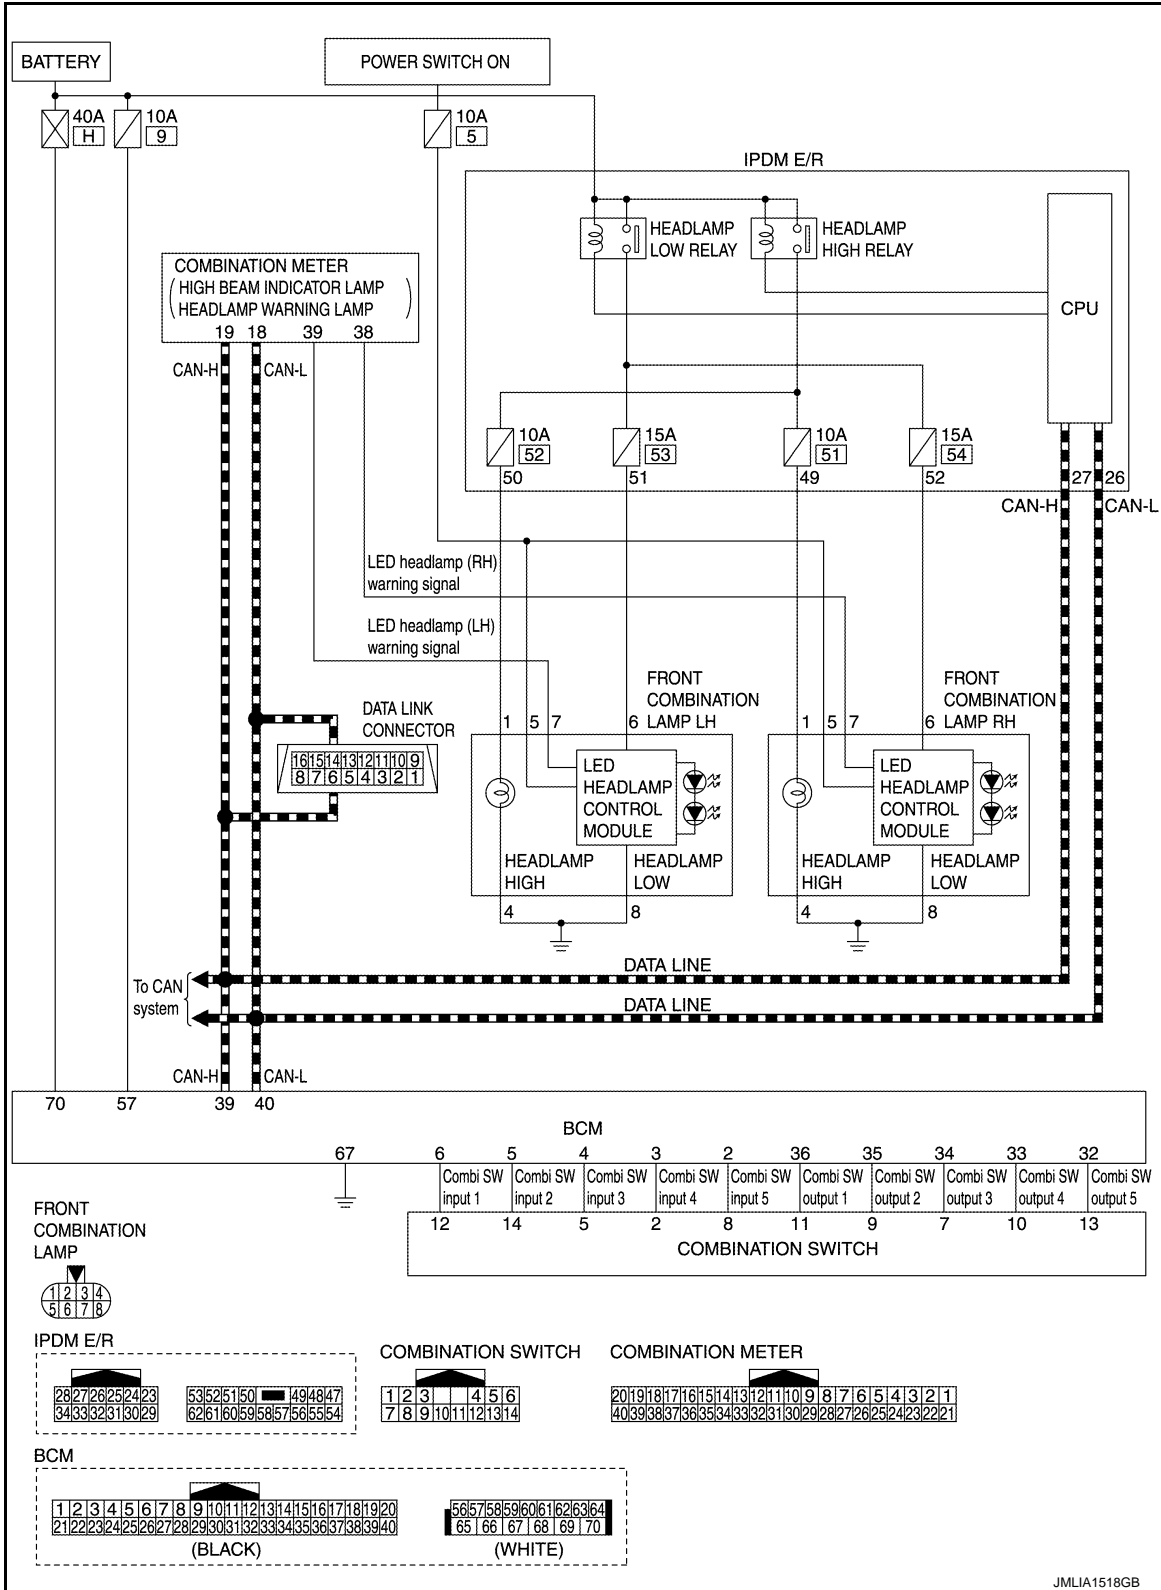 BATTERY
POWER SWITCH ON
40A
H
10A
9
10A
5
IPDM E/R
HEADLAMP
LOW RELAY
HEADLAMP
HIGH RELAY
CPU
COMBINATION METER
(HIGH BEAM INDICATOR LAMP
HEADLAMP WARNING LAMP)
19 18 39 38
CAN-H CAN-L
10A
52
15A
53
10A
51
15A
54
50 51 49 52 27 26
CAN-H CAN-L
LED headlamp (RH)
warning signal
LED headlamp (LH)
warning signal
DATA LINK
CONNECTOR
16 15 14 13 12 11 10 9
8 7 6 5 4 3 2 1
FRONT
COMBINATION
LAMP LH
1 5 7 6
LED
HEADLAMP
CONTROL
MODULE
HEADLAMP
HIGH
HEADLAMP
LOW
4 8
FRONT
COMBINATION
LAMP RH
1 5 7 6
LED
HEADLAMP
CONTROL
MODULE
HEADLAMP
HIGH
HEADLAMP
LOW
4 8
DATA LINE
To CAN
system
DATA LINE
CAN-H CAN-L
70 57 39 40
BCM
67 6 5 4 3 2 36 35 34 33 32
Combi SW
input 1
Combi SW
input 2
Combi SW
input 3
Combi SW
input 4
Combi SW
input 5
Combi SW
output 1
Combi SW
output 2
Combi SW
output 3
Combi SW
output 4
Combi SW
output 5
12 14 5 2 8 11 9 7 10 13
COMBINATION SWITCH
FRONT
COMBINATION
LAMP
1 2 3 4
5 6 7 8
IPDM E/R
28 27 26 25 24 23
34 33 32 31 30 29
53 52 51 50 49 48 47
62 61 60 59 58 57 56 55 54
COMBINATION SWITCH
1 2 3 4 5 6
7 8 9 10 11 12 13 14
COMBINATION METER
20 19 18 17 16 15 14 13 12 11 10 9 8 7 6 5 4 3 2 1
40 39 38 37 36 35 34 33 32 31 30 29 28 27 26 25 24 23 22 21
BCM
1 2 3 4 5 6 7 8 9 10 11 12 13 14 15 16 17 18 19 20
21 22 23 24 25 26 27 28 29 30 31 32 33 34 35 36 37 38 39 40
(BLACK)
56 57 58 59 60 61 62 63 64
65 66 67 68 69 70
(WHITE)
JMLIA1518GB